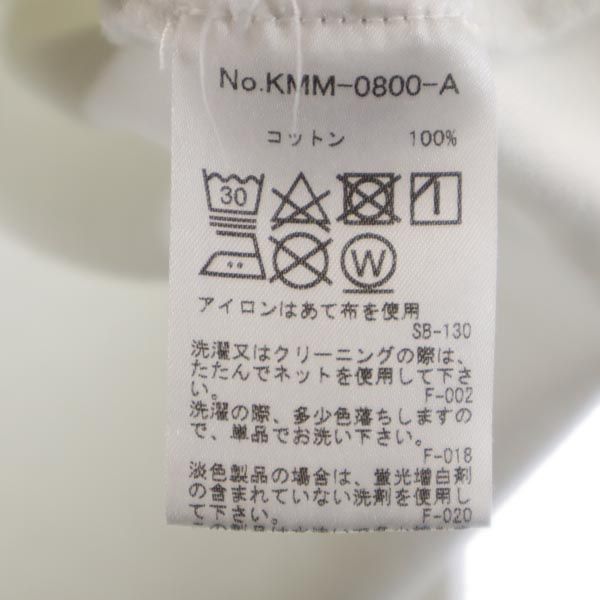 No.KMM-0800-A
コットン 100%
30
W
アイロンはあて布を使用
SB-130
洗濯又はクリーニングの際は、
たたんでネットを使用して下さ
い。
F-002
洗濯の際、多少色落ちしますの
で、単品でお洗い下さい。
F-018
淡色製品の場合は、蛍光増白剤
の含まれていない洗剤を使用し
て下さい。
F-020